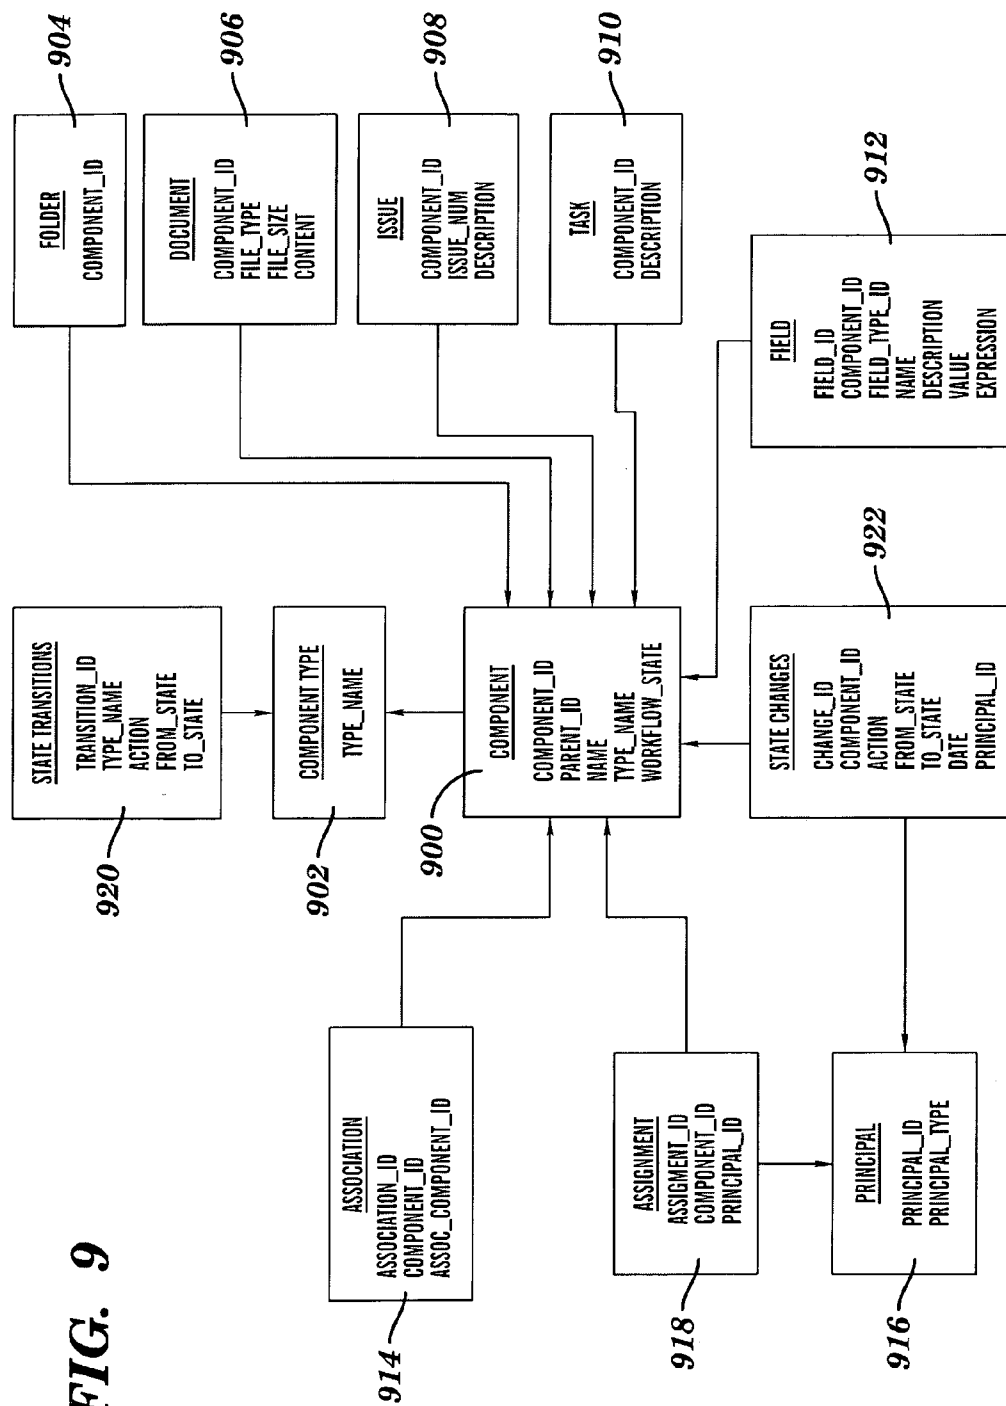 FIG. 9
914
ASSOCIATION
ASSOCIATION_ID
COMPONENT_ID
ASSOC_COMPONENT_ID
918
ASSIGNMENT
ASSIGMENT_ID
COMPONENT_ID
PRINCIPAL_ID
916
PRINCIPAL
PRINCIPAL_ID
PRINCIPAL_TYPE
920
STATE TRANSITIONS
TRANSITION_ID
TYPE_NAME
ACTION
FROM_STATE
TO_STATE
902
COMPONENT TYPE
TYPE_NAME
900
COMPONENT
COMPONENT_ID
PARENT_ID
NAME
TYPE_NAME
WORKFLOW_STATE
922
STATE CHANGES
CHANGE_ID
COMPONENT_ID
ACTION
FROM_STATE
TO_STATE
DATE
PRINCIPAL_ID
904
FOLDER
COMPONENT_ID
906
DOCUMENT
COMPONENT_ID
FILE_TYPE
FILE_SIZE
CONTENT
908
ISSUE
COMPONENT_ID
ISSUE_NUM
DESCRIPTION
910
TASK
COMPONENT_ID
DESCRIPTION
912
FIELD
FIELD_ID
COMPONENT_ID
FIELD_TYPE_ID
NAME
DESCRIPTION
VALUE
EXPRESSION